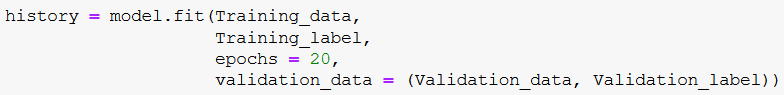 history = model.fit(Training_data,
Training_label,
epochs = 20,
validation_data = (Validation_data, Validation_label))